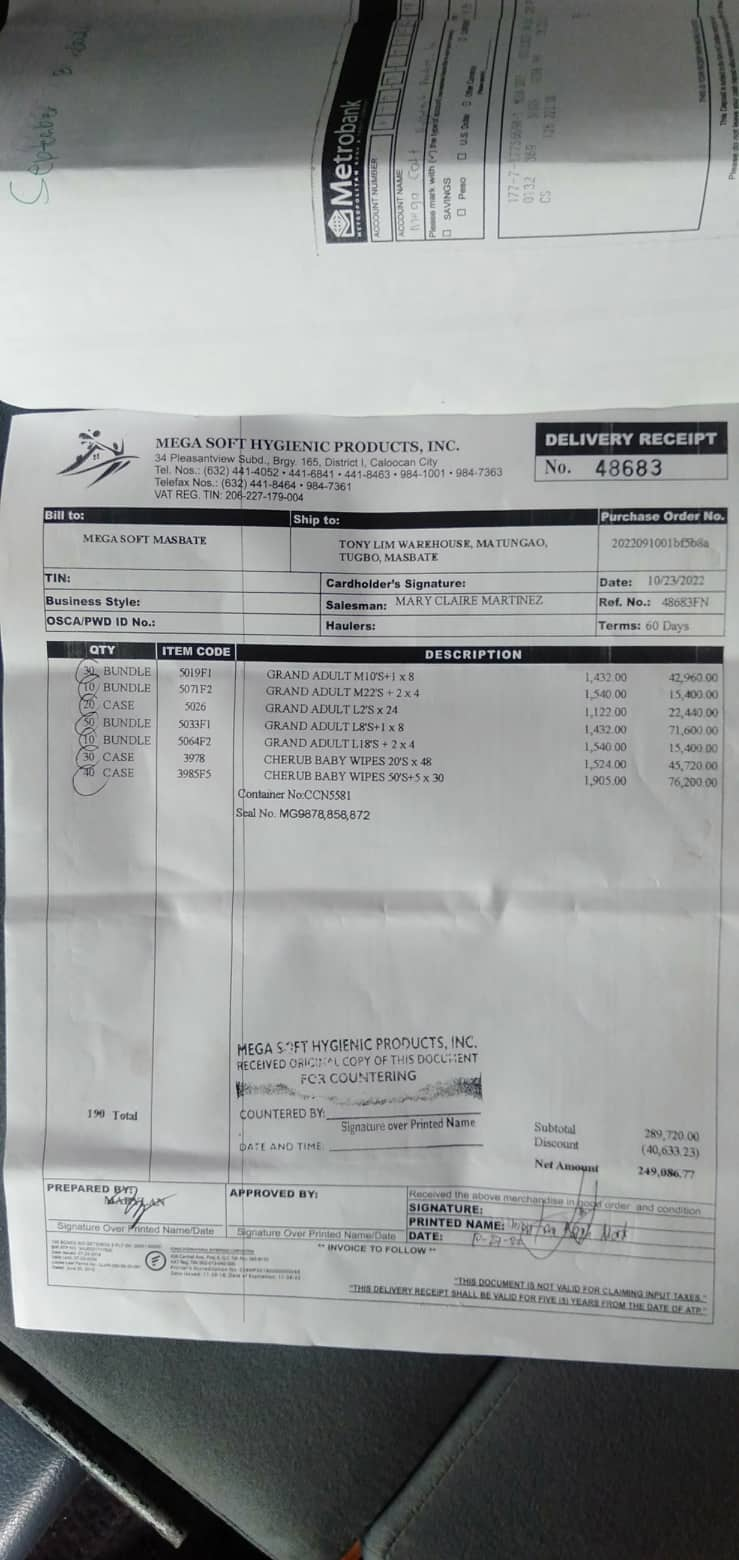 September
Metrobank
ACCOUNT NUMBER
ACCOUNT NAME
Mega
Please mark with (✓) the type of account
☐ SAVINGS
☐ Peso ☐ U.S. Dollar
0132 369
CS
MEGA SOFT HYGIENIC PRODUCTS, INC.
34 Pleasantview Subd., Brgy. 165, District I, Caloocan City
Tel. Nos.: (632) 441-4052 • 441-6841 • 441-8463 • 984-1001 • 984-7363
Telefax Nos.: (632) 441-8464 • 984-7361
VAT REG. TIN: 206-227-179-004
DELIVERY RECEIPT
No. 48683
Bill to: Ship to: Purchase Order No.
MEGA SOFT MASBATE TONY LIM WAREHOUSE, MATUNGAO, 2022091001bf5b8a
TUGBO, MASBATE
TIN: Cardholder's Signature: Date: 10/23/2022
Business Style: Salesman: MARY CLAIRE MARTINEZ Ref. No.: 48683FN
OSCA/PWD ID No.: Haulers: Terms: 60 Days
QTY ITEM CODE DESCRIPTION
30 BUNDLE 5019F1 GRAND ADULT M10'S+1 x 8 1,432.00 42,960.00
10 BUNDLE 5071F2 GRAND ADULT M22'S + 2 x 4 1,540.00 15,400.00
20 CASE 5026 GRAND ADULT L2'S x 24 1,122.00 22,440.00
50 BUNDLE 5033F1 GRAND ADULT L8'S+1 x 8 1,432.00 71,600.00
10 BUNDLE 5064F2 GRAND ADULT L18'S + 2 x 4 1,540.00 15,400.00
30 CASE 3978 CHERUB BABY WIPES 20'S x 48 1,524.00 45,720.00
40 CASE 3985F5 CHERUB BABY WIPES 50'S+5 x 30 1,905.00 76,200.00
Container No:CCN5581
Seal No. MG9878,858,872
MEGA SOFT HYGIENIC PRODUCTS, INC.
RECEIVED ORIGINAL COPY OF THIS DOCUMENT
FOR COUNTERING
COUNTERED BY:
Signature over Printed Name
DATE AND TIME:
190 Total
Subtotal 289,720.00
Discount (40,633.23)
Net Amount 249,086.77
PREPARED BY: APPROVED BY: Received the above merchandise in good order and condition
SIGNATURE:
PRINTED NAME:
Signature Over Printed Name/Date Signature Over Printed Name/Date DATE:
** INVOICE TO FOLLOW **
"THIS DOCUMENT IS NOT VALID FOR CLAIMING INPUT TAXES."
"THIS DELIVERY RECEIPT SHALL BE VALID FOR FIVE (5) YEARS FROM THE DATE OF ATP."